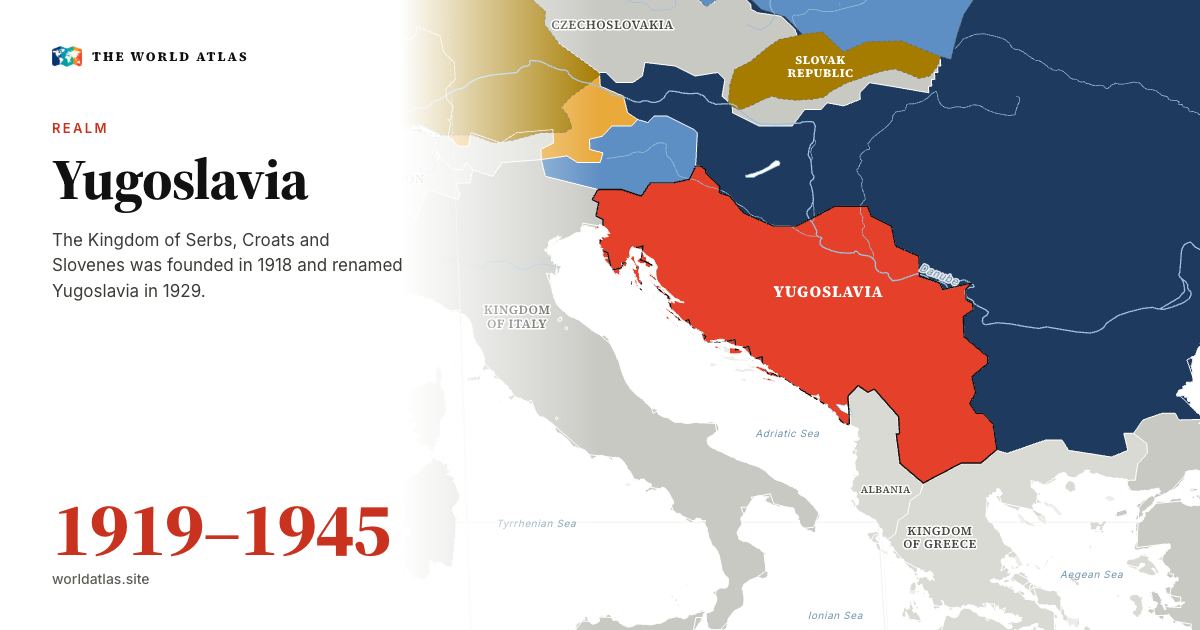 THE WORLD ATLAS
REALM
Yugoslavia
The Kingdom of Serbs, Croats and
Slovenes was founded in 1918 and renamed
Yugoslavia in 1929.
1919–1945
worldatlas.site
CZECHOSLOVAKIA
SLOVAK
REPUBLIC
ON
Danube
YUGOSLAVIA
KINGDOM
OF ITALY
Adriatic Sea
ALBANIA
Tyrrhenian Sea
KINGDOM
OF GREECE
Aegean Sea
Ionian Sea